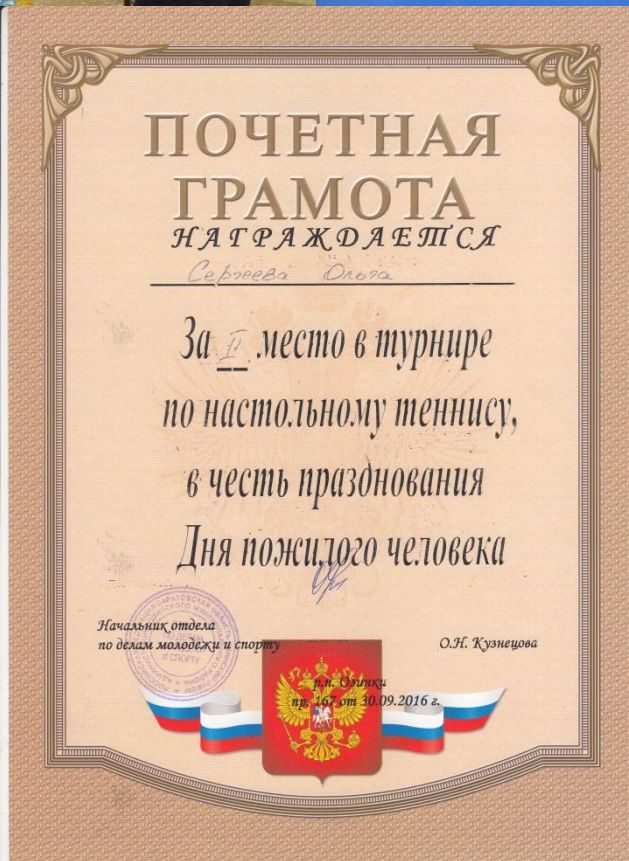 ПОЧЕТНАЯ
ГРАМОТА
НАГРАЖДАЕТСЯ
Сергеева Ольга
За II место в турнире
по настольному теннису,
в честь празднования
Дня пожилого человека
Начальник отдела
по делам молодежи и спорту
О.Н. Кузнецова
И СПОРТУ
р.п. Озинки
пр. 167 от 30.09.2016 г.